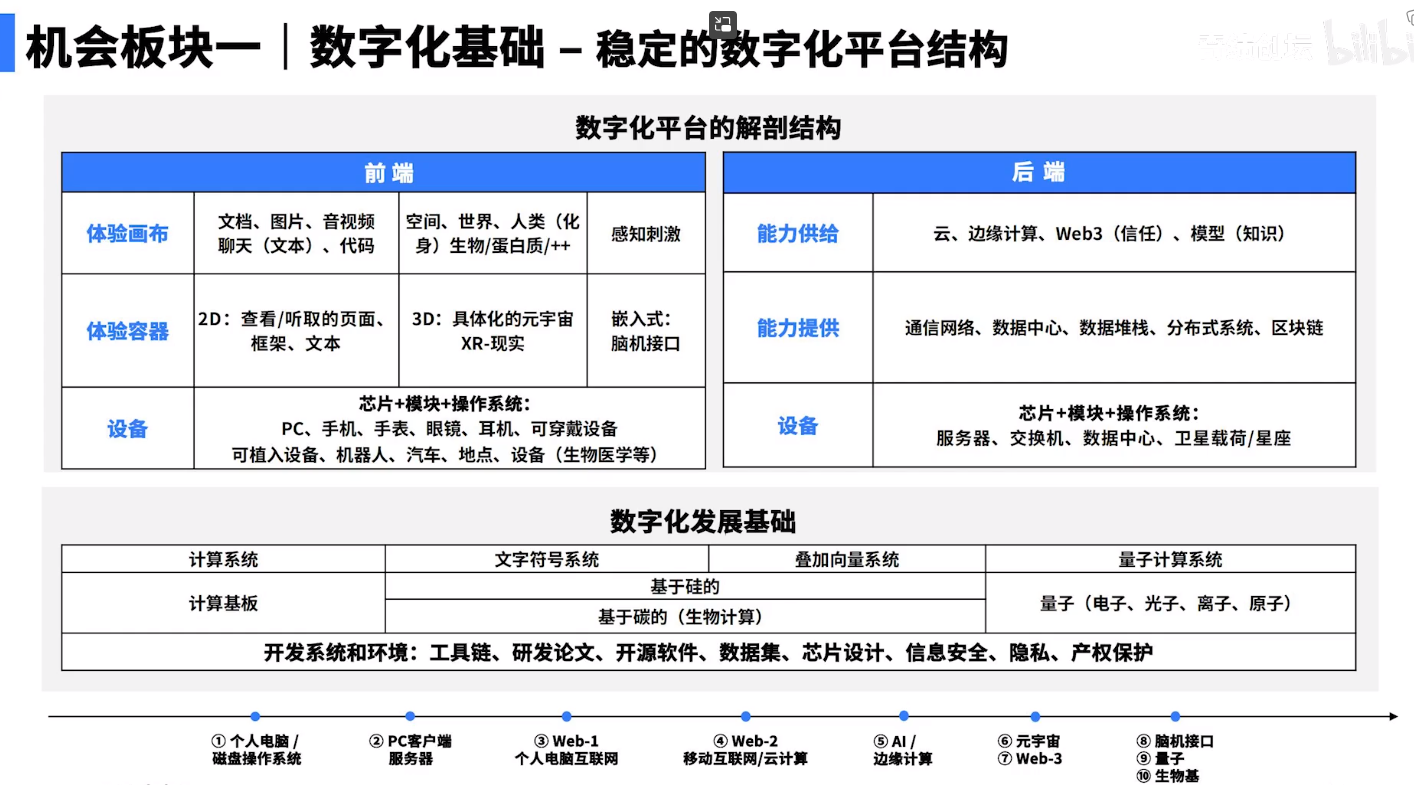 机会板块一｜数字化基础 – 稳定的数字化平台结构
bilibili
数字化平台的解剖结构
前 端
体验画布
文档、图片、音视频
聊天（文本）、代码
空间、世界、人类（化
身）生物/蛋白质/++
感知刺激
体验容器
2D：查看/听取的页面、
框架、文本
3D：具体化的元宇宙
XR-现实
嵌入式：
脑机接口
设备
芯片+模块+操作系统：
PC、手机、手表、眼镜、耳机、可穿戴设备
可植入设备、机器人、汽车、地点、设备（生物医学等）
后 端
能力供给
云、边缘计算、Web3（信任）、模型（知识）
能力提供
通信网络、数据中心、数据堆栈、分布式系统、区块链
设备
芯片+模块+操作系统：
服务器、交换机、数据中心、卫星载荷/星座
数字化发展基础
计算系统
文字符号系统
叠加向量系统
量子计算系统
计算基板
基于硅的
基于碳的（生物计算）
量子（电子、光子、离子、原子）
开发系统和环境：工具链、研发论文、开源软件、数据集、芯片设计、信息安全、隐私、产权保护
① 个人电脑 /
磁盘操作系统
② PC客户端
服务器
③ Web-1
个人电脑互联网
④ Web-2
移动互联网/云计算
⑤ AI /
边缘计算
⑥ 元宇宙
⑦ Web-3
⑧ 脑机接口
⑨ 量子
⑩ 生物基